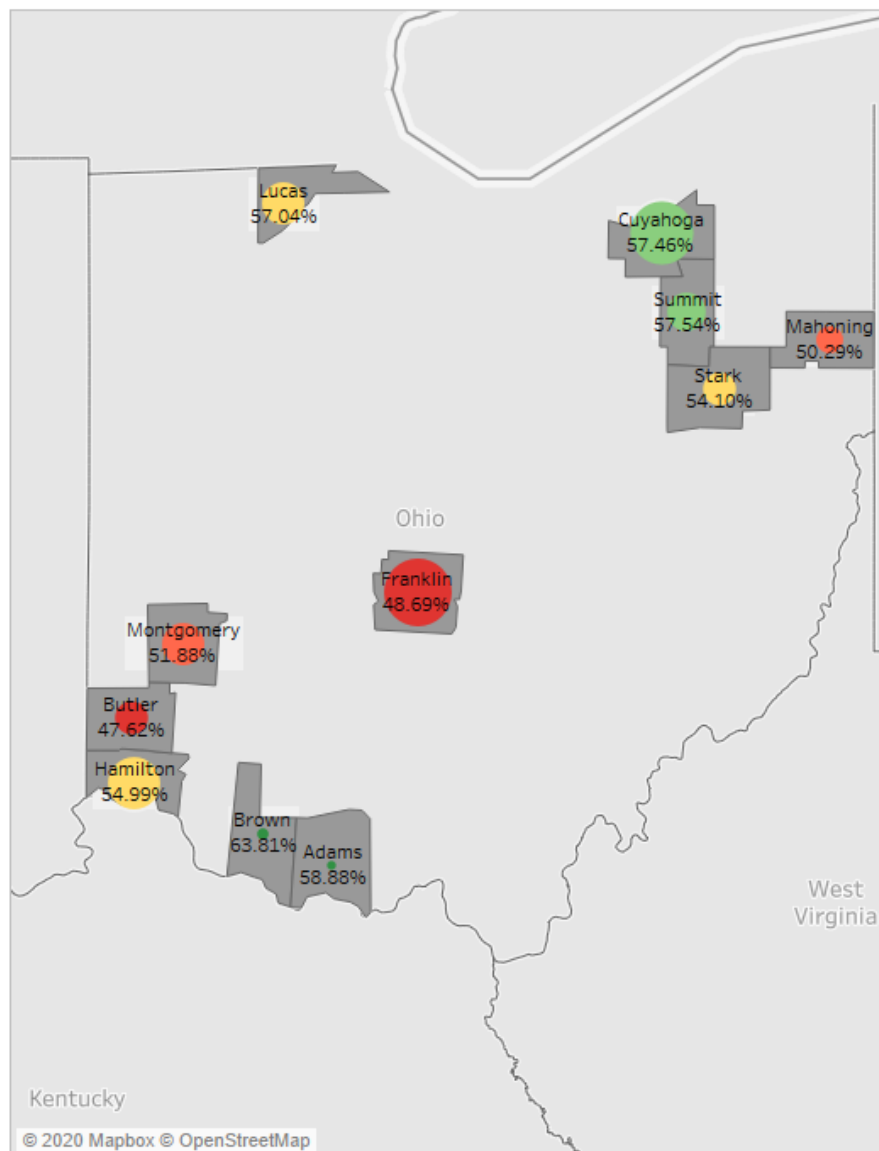 Lucas
57.04%
Cuyahoga
57.46%
Summit
57.54%
Mahoning
50.29%
Stark
54.10%
Ohio
Franklin
48.69%
Montgomery
51.88%
Butler
47.62%
Hamilton
54.99%
Brown
63.81%
Adams
58.88%
West
Virginia
Kentucky
© 2020 Mapbox © OpenStreetMap